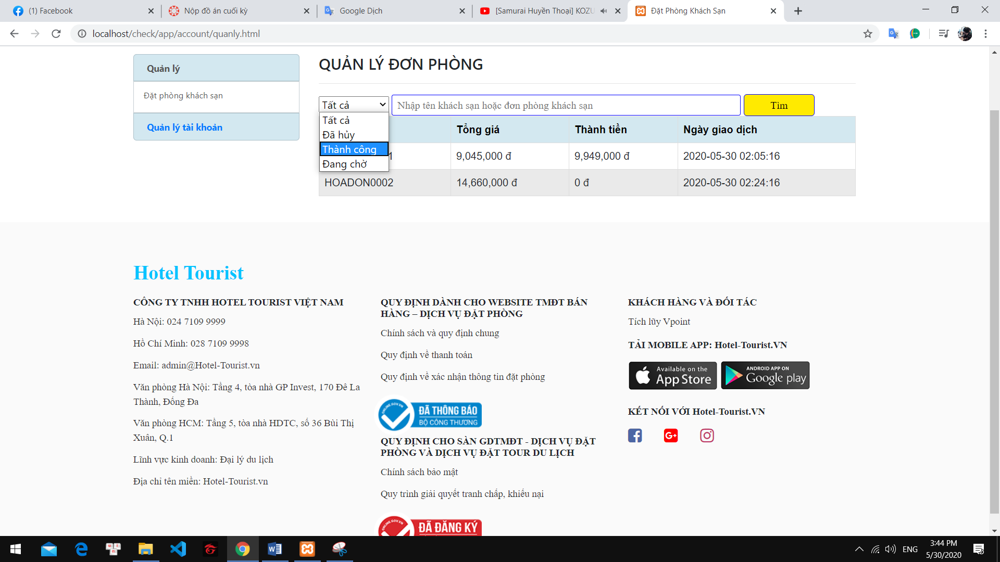 (1) Facebook
Nộp đồ án cuối kỳ
Google Dịch
[Samurai Huyền Thoại] KOZU
Đặt Phòng Khách Sạn
localhost/check/app/account/quanly.html
Quản lý
Đặt phòng khách sạn
Quản lý tài khoản
QUẢN LÝ ĐƠN PHÒNG
Tất cả
Nhập tên khách sạn hoặc đơn phòng khách sạn
Tìm
Tất cả
Đã hủy
Thành công
Đang chờ
Tổng giá
Thành tiền
Ngày giao dịch
1
9,045,000 đ
9,949,000 đ
2020-05-30 02:05:16
HOADON0002
14,660,000 đ
0 đ
2020-05-30 02:24:16
Hotel Tourist
CÔNG TY TNHH HOTEL TOURIST VIỆT NAM
Hà Nội: 024 7109 9999
Hồ Chí Minh: 028 7109 9998
Email: admin@Hotel-Tourist.vn
Văn phòng Hà Nội: Tầng 4, tòa nhà GP Invest, 170 Đê La
Thành, Đống Đa
Văn phòng HCM: Tầng 5, tòa nhà HDTC, số 36 Bùi Thị
Xuân, Q.1
Lĩnh vực kinh doanh: Đại lý du lịch
Địa chỉ tên miền: Hotel-Tourist.vn
QUY ĐỊNH DÀNH CHO WEBSITE TMĐT BÁN
HÀNG – DỊCH VỤ ĐẶT PHÒNG
Chính sách và quy định chung
Quy định về thanh toán
Quy định về xác nhận thông tin đặt phòng
ONLINE.GOV.VN
ĐÃ THÔNG BÁO
BỘ CÔNG THƯƠNG
QUY ĐỊNH CHO SÀN GDTMĐT - DỊCH VỤ ĐẶT
PHÒNG VÀ DỊCH VỤ ĐẶT TOUR DU LỊCH
Chính sách bảo mật
Quy trình giải quyết tranh chấp, khiếu nại
ONLINE.GOV.VN
ĐÃ ĐĂNG KÝ
KHÁCH HÀNG VÀ ĐỐI TÁC
Tích lũy Vpoint
TẢI MOBILE APP: Hotel-Tourist.VN
Available on the
App Store
ANDROID APP ON
Google play
KẾT NỐI VỚI Hotel-Tourist.VN
G+
ENG
3:44 PM
5/30/2020